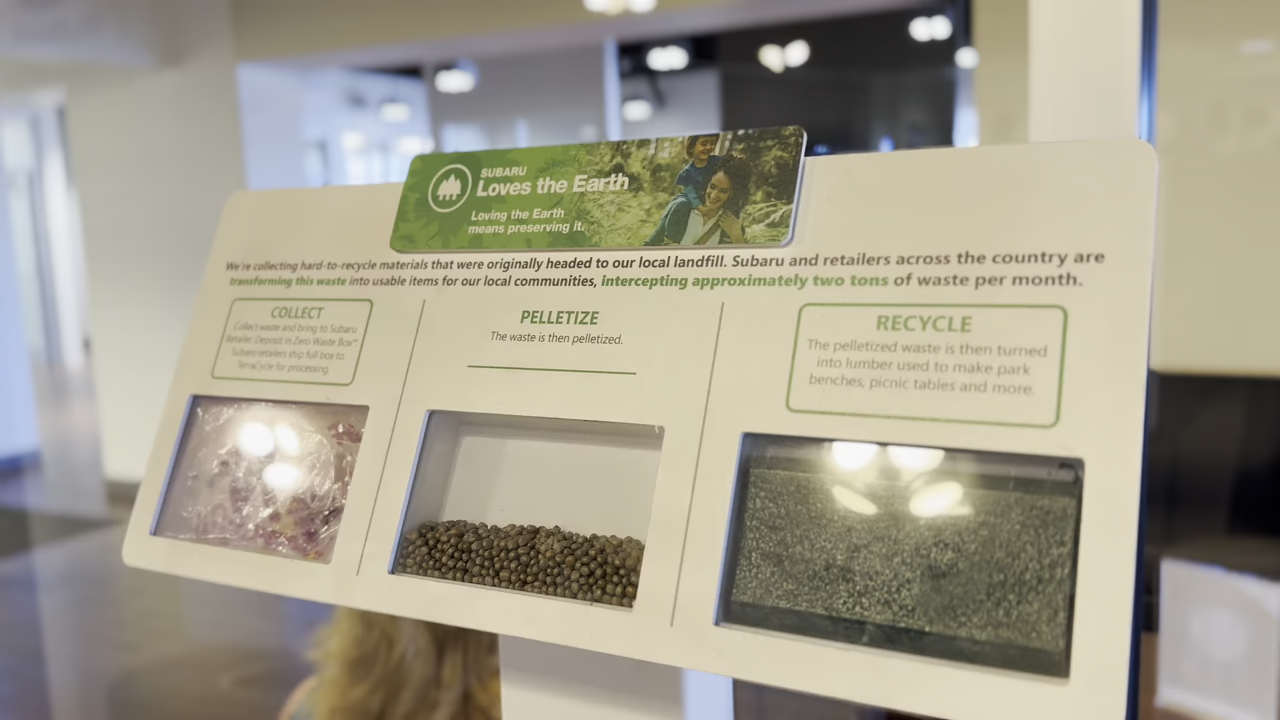 SUBARU
Loves the Earth
Loving the Earth
means preserving it.
We're collecting hard-to-recycle materials that were originally headed to our local landfill. Subaru and retailers across the country are
transforming this waste into usable items for our local communities, intercepting approximately two tons of waste per month.
COLLECT
Collect waste and bring to Subaru
Retailer. Deposit in Zero Waste Box™.
Subaru retailers ship full box to
TerraCycle for processing.
PELLETIZE
The waste is then pelletized.
RECYCLE
The pelletized waste is then turned
into lumber used to make park
benches, picnic tables and more.